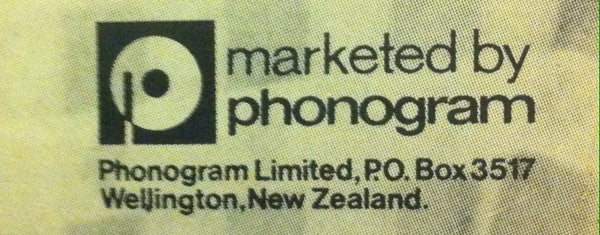 marketed by
phonogram
Phonogram Limited, P.O. Box 3517
Wellington, New Zealand.